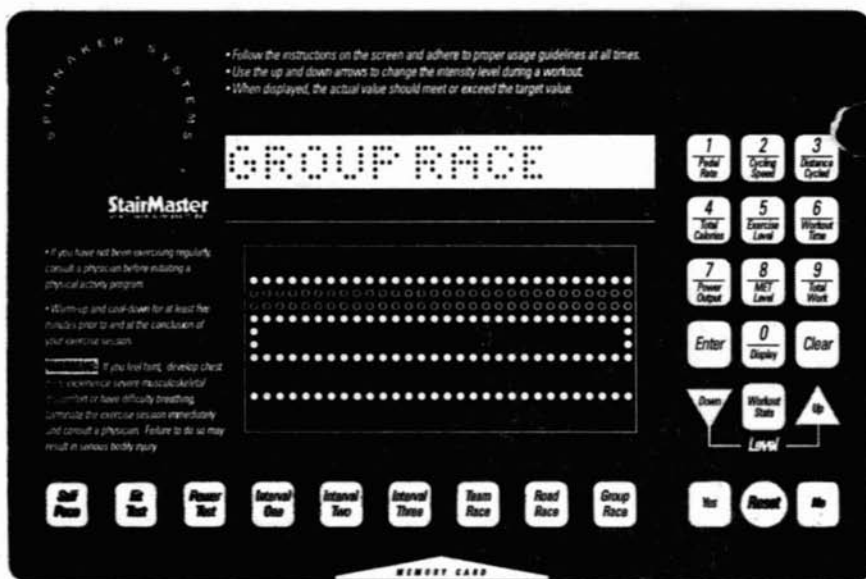 SPINNAKER SYSTEMS
• Follow the instructions on the screen and adhere to proper usage guidelines at all times.
• Use the up and down arrows to change the intensity level during a workout.
• When displayed, the actual value should meet or exceed the target value.
GROUP RACE
StairMaster
• If you have not been exercising regularly,
consult a physician before initiating a
physical activity program.
• Warm-up and cool-down for at least five
minutes prior to and at the conclusion of
your exercise session.
If you feel faint, develop chest
experience severe musculoskeletal
or have difficulty breathing,
terminate the exercise session immediately
and consult a physician. Failure to do so may
result in serious bodily injury.
1
Pedal
Rate
2
Cycling
Speed
3
Distance
Cycled
4
Total
Calories
5
Exercise
Level
6
Workout
Time
7
Power
Output
8
MET
Level
9
Total
Work
Enter
0
Display
Clear
Down
Workout
Stats
Up
Level
Self
Pace
Fit
Test
Power
Test
Interval
One
Interval
Two
Interval
Three
Team
Race
Road
Race
Group
Race
Yes
Reset
No
MEMORY CARD